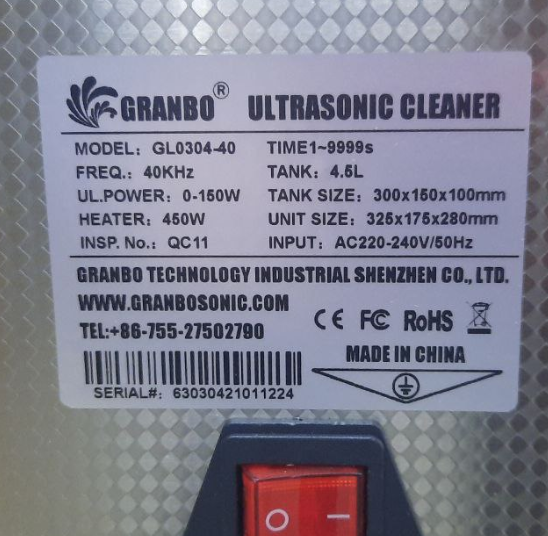 GRANBO® ULTRASONIC CLEANER
MODEL: GL0304-40 TIME1~9999s
FREQ.: 40KHz TANK: 4.5L
UL.POWER: 0-150W TANK SIZE: 300x150x100mm
HEATER: 450W UNIT SIZE: 325x175x280mm
INSP. No.: QC11 INPUT: AC220-240V/50Hz
GRANBO TECHNOLOGY INDUSTRIAL SHENZHEN CO., LTD.
WWW.GRANBOSONIC.COM
TEL:+86-755-27502790
CE FC RoHS
MADE IN CHINA
SERIAL#: 63030421011224